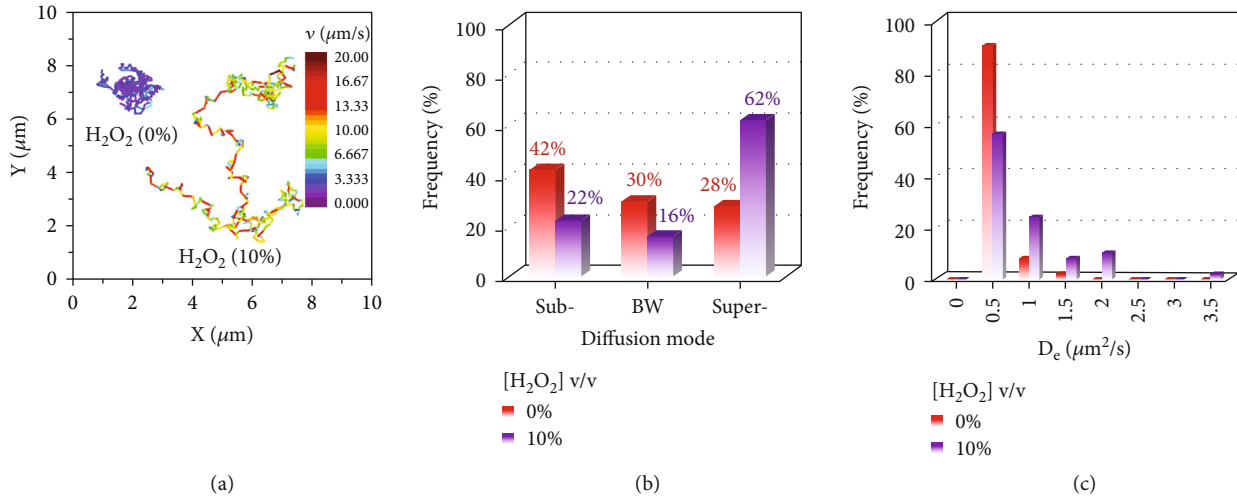 10
8
6
4
2
0
Y (μm)
0
2
4
6
8
10
X (μm)
ν (μm/s)
20.00
16.67
13.33
10.00
6.667
3.333
0.000
H₂O₂ (0%)
H₂O₂ (10%)
(a)
100
80
60
40
20
0
Frequency (%)
42%
22%
30%
16%
28%
62%
Sub-
BW
Super-
Diffusion mode
[H₂O₂] v/v
0%
10%
(b)
100
80
60
40
20
0
Frequency (%)
0
0.5
1
1.5
2
2.5
3
3.5
Dₑ (μm²/s)
[H₂O₂] v/v
0%
10%
(c)